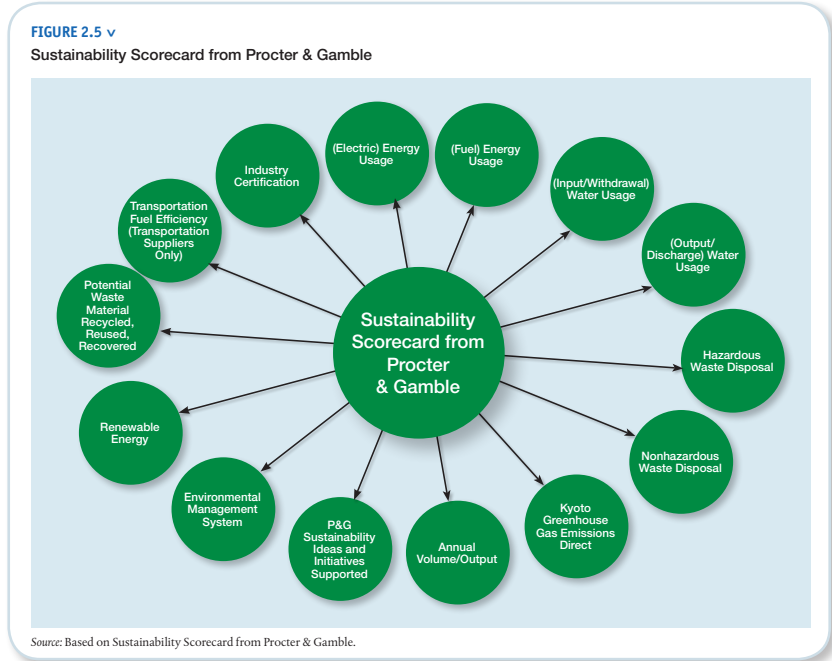 FIGURE 2.5 v
Sustainability Scorecard from Procter & Gamble
(Electric) Energy
Usage
(Fuel) Energy
Usage
Industry
Certification
(Input/Withdrawal)
Water Usage
Transportation
Fuel Efficiency
(Transportation
Suppliers
Only)
(Output/
Discharge) Water
Usage
Potential
Waste
Material
Recycled,
Reused,
Recovered
Sustainability
Scorecard from
Procter
& Gamble
Hazardous
Waste Disposal
Renewable
Energy
Nonhazardous
Waste Disposal
Environmental
Management
System
Kyoto
Greenhouse
Gas Emissions
Direct
P&G
Sustainability
Ideas and
Initiatives
Supported
Annual
Volume/Output
Source: Based on Sustainability Scorecard from Procter & Gamble.